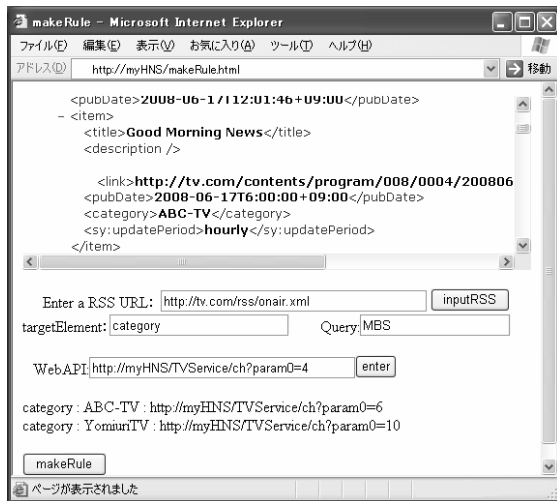 makeRule - Microsoft Internet Explorer
ファイル(F) 編集(E) 表示(V) お気に入り(A) ツール(T) ヘルプ(H)
アドレス(D) http://myHNS/makeRule.html 移動
<pubDate>2008-06-17T12:01:46+09:00</pubDate>
- <item>
<title>Good Morning News</title>
<description />
<link>http://tv.com/contents/program/008/0004/200806
<pubDate>2008-06-17T6:00:00+09:00</pubDate>
<category>ABC-TV</category>
<sy:updatePeriod>hourly</sy:updatePeriod>
</item>
Enter a RSS URL: http://tv.com/rss/onair.xml inputRSS
targetElement: category Query: MBS
WebAPI: http://myHNS/TVService/ch?param0=4 enter
category : ABC-TV : http://myHNS/TVService/ch?param0=6
category : YomiuriTV : http://myHNS/TVService/ch?param0=10
makeRule
ページが表示されました